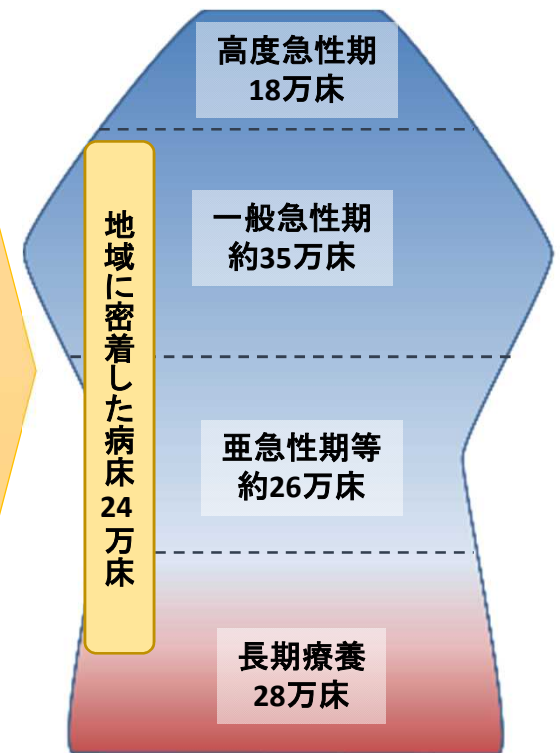 高度急性期
18万床
一般急性期
約35万床
地域に密着した病床24万床
亜急性期等
約26万床
長期療養
28万床